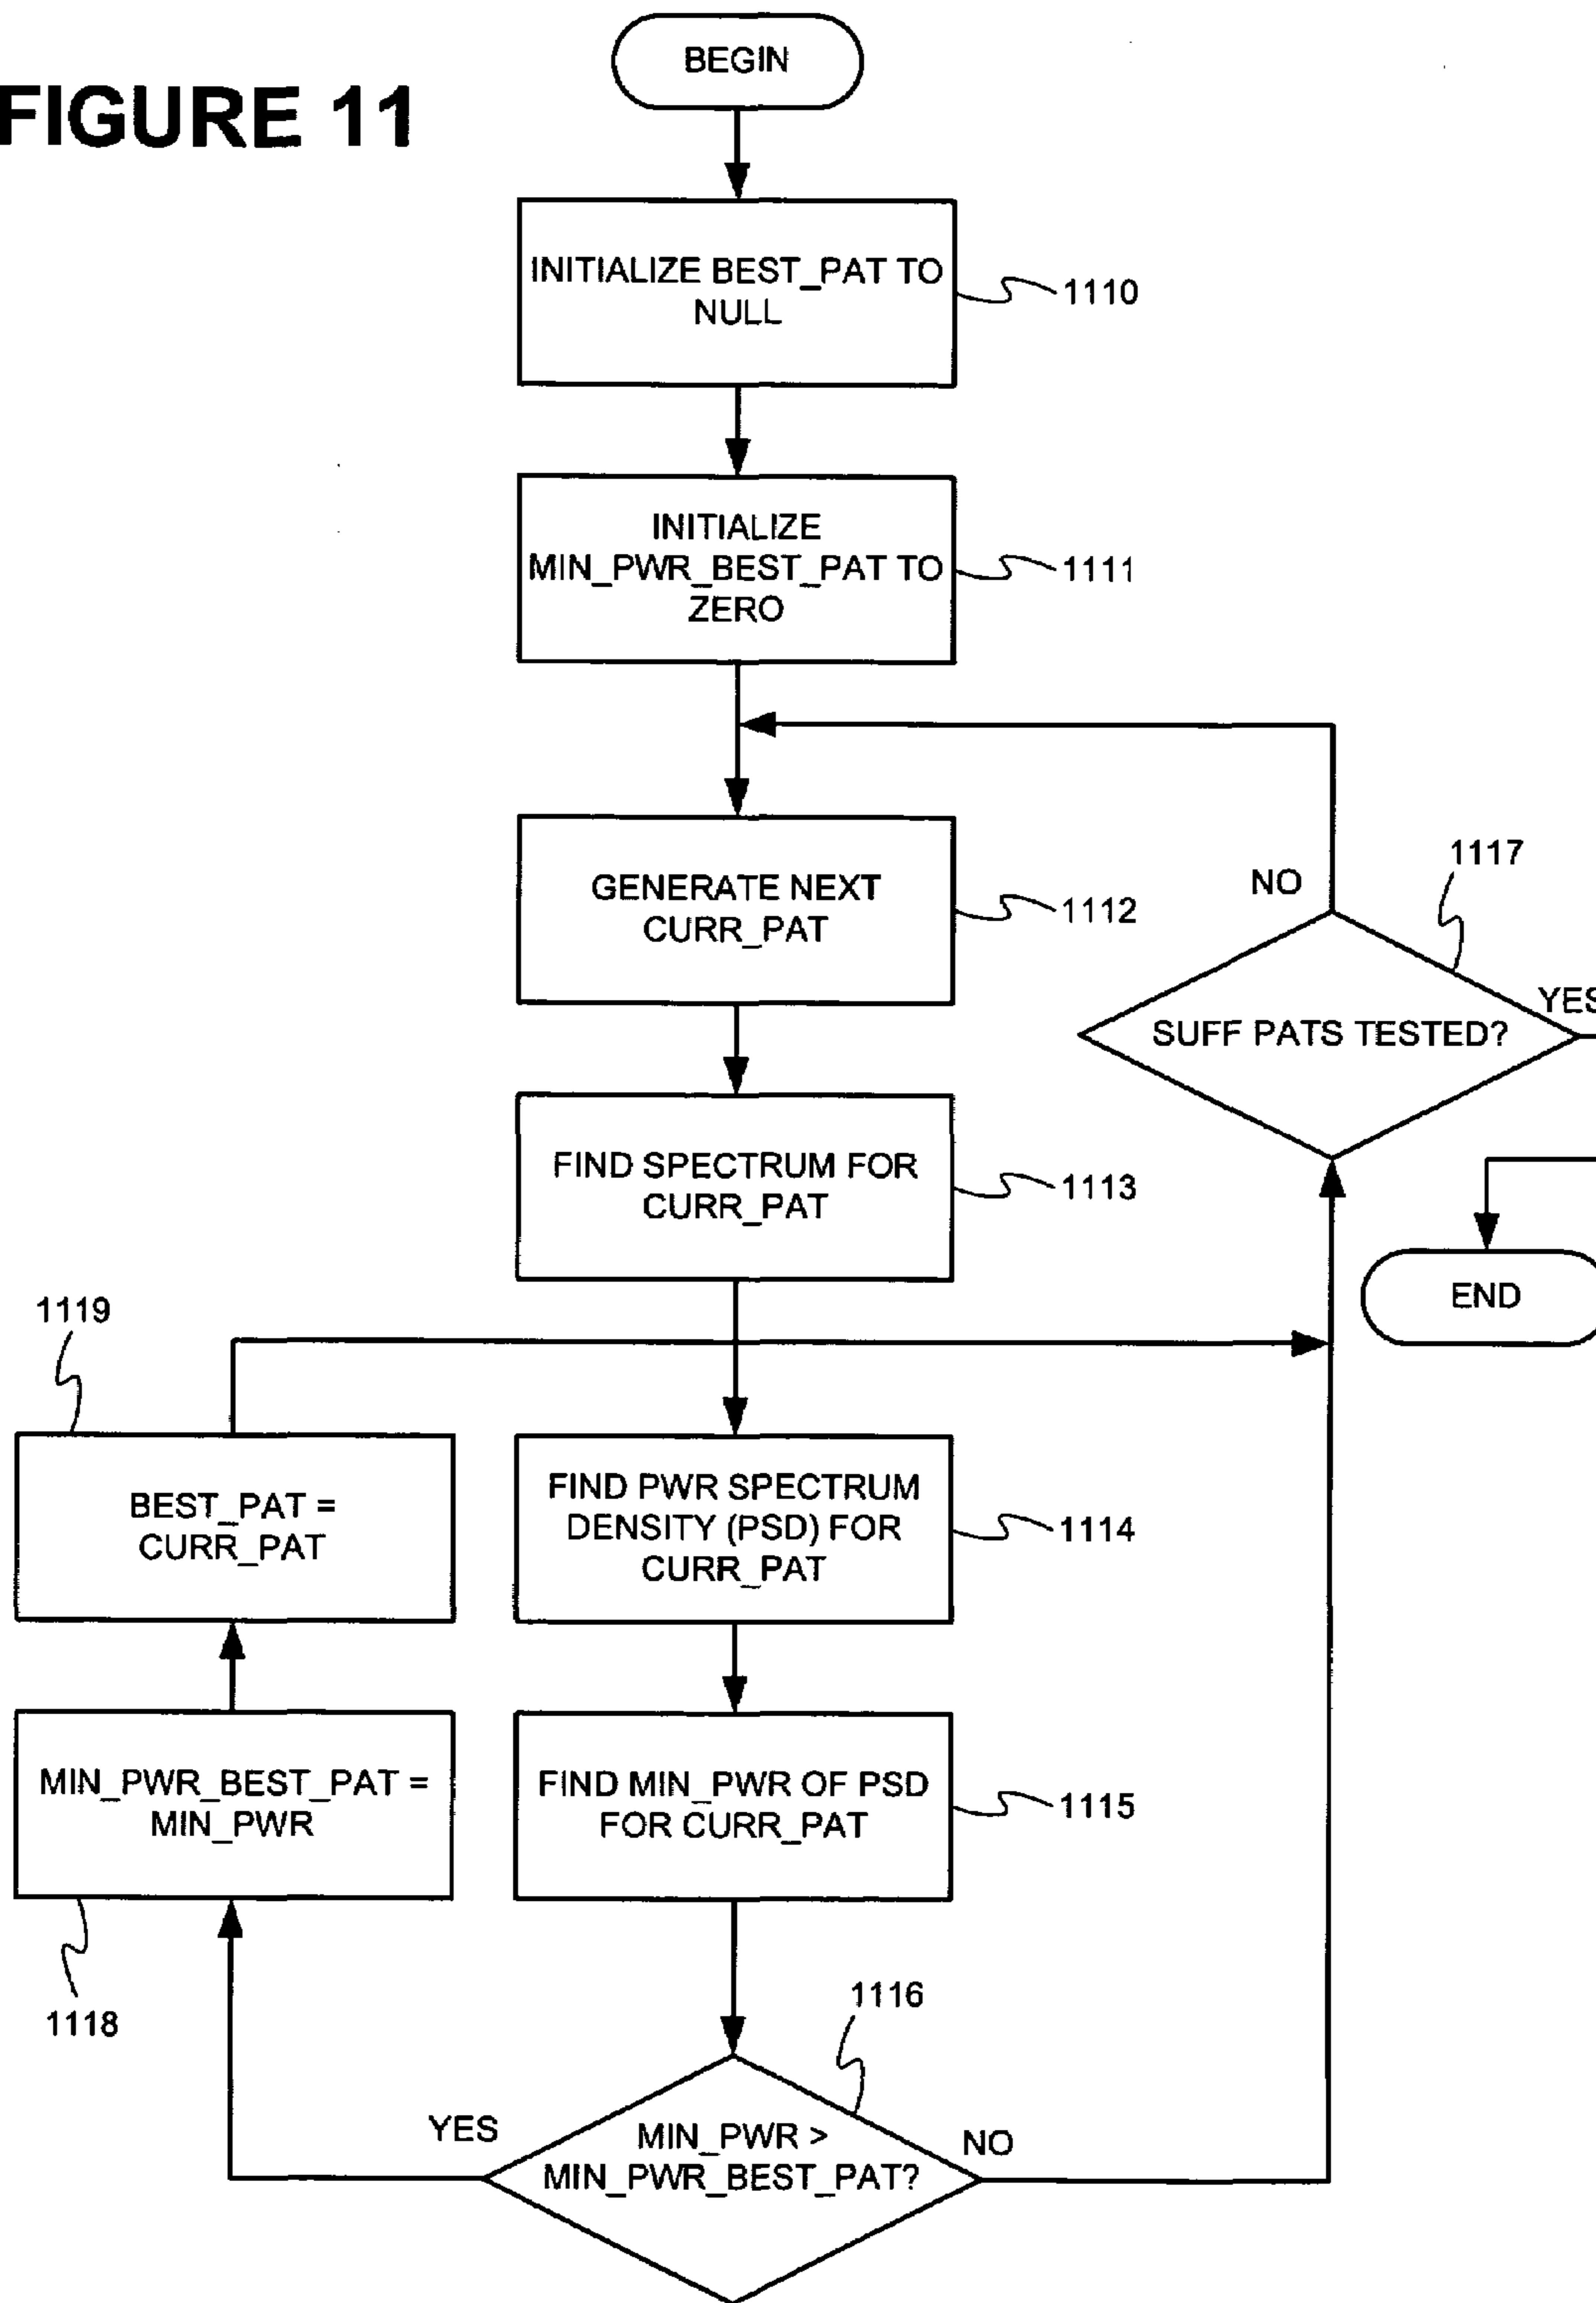 FIGURE 11
BEGIN
INITIALIZE BEST_PAT TO
NULL
1110
INITIALIZE
MIN_PWR_BEST_PAT TO
ZERO
1111
GENERATE NEXT
CURR_PAT
1112
NO
1117
SUFF PATS TESTED?
YES
FIND SPECTRUM FOR
CURR_PAT
1113
END
1119
BEST_PAT =
CURR_PAT
FIND PWR SPECTRUM
DENSITY (PSD) FOR
CURR_PAT
1114
MIN_PWR_BEST_PAT =
MIN_PWR
1118
FIND MIN_PWR OF PSD
FOR CURR_PAT
1115
1116
YES
MIN_PWR >
MIN_PWR_BEST_PAT?
NO